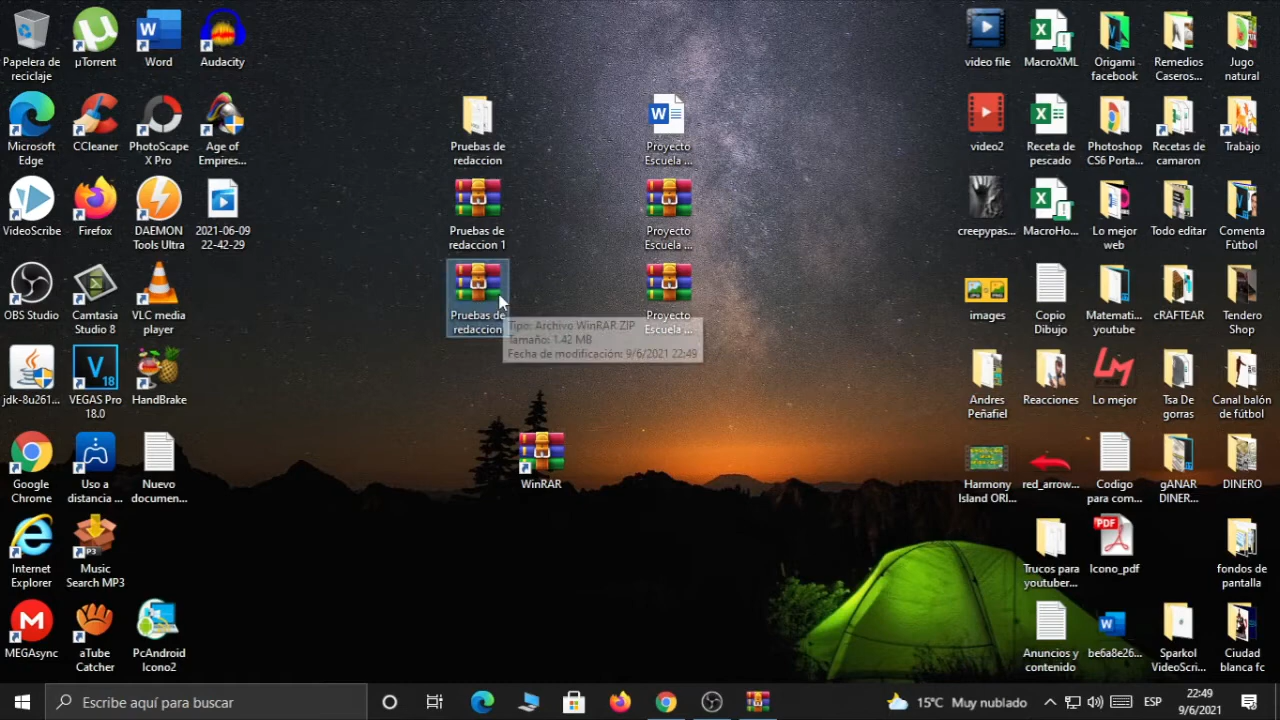 Papelera de
reciclaje
µTorrent
Word
Audacity
Microsoft
Edge
CCleaner
PhotoScape
X Pro
Age of
Empires...
VideoScribe
Firefox
DAEMON
Tools Ultra
2021-06-09
22-42-29
OBS Studio
Camtasia
Studio 8
VLC media
player
jdk-8u261...
V
18
VEGAS Pro
18.0
HandBrake
Google
Chrome
Uso a
distancia ...
Nuevo
documen...
Internet
Explorer
P3
Music
Search MP3
MEGAsync
aTube
Catcher
PcAndroid
Icono2
Pruebas de
redaccion
Pruebas de
redaccion 1
Pruebas de
redaccion
Tipo: Archivo WinRAR ZIP
Tamaño: 1.42 MB
Fecha de modificación: 9/6/2021 22:49
Proyecto
Escuela ...
Proyecto
Escuela ...
Proyecto
Escuela ...
WinRAR
video file
MacroXML
Origami
facebook
Remedios
Caseros...
Jugo
natural
video2
Receta de
pescado
Photoshop
CS6 Porta...
Recetas de
camaron
Trabajo
creepypas...
MacroHo...
Lo mejor
web
Todo editar
Comenta
Fútbol
images
Copio
Dibujo
Matemati...
youtube
cRAFTEAR
Tendero
Shop
Andres
Peñafiel
Reacciones
LM
Lo mejor
Tsa De
gorras
Canal balón
de fútbol
Harmony
Island ORI...
red_arrow...
Codigo
para com...
gANAR
DINER...
DINERO
Trucos para
youtuber...
PDF
Icono_pdf
fondos de
pantalla
Anuncios y
contenido
be6a8e26...
Sparkol
VideoScri...
Ciudad
blanca fc
Escribe aquí para buscar
15°C Muy nublado
ESP
22:49
9/6/2021